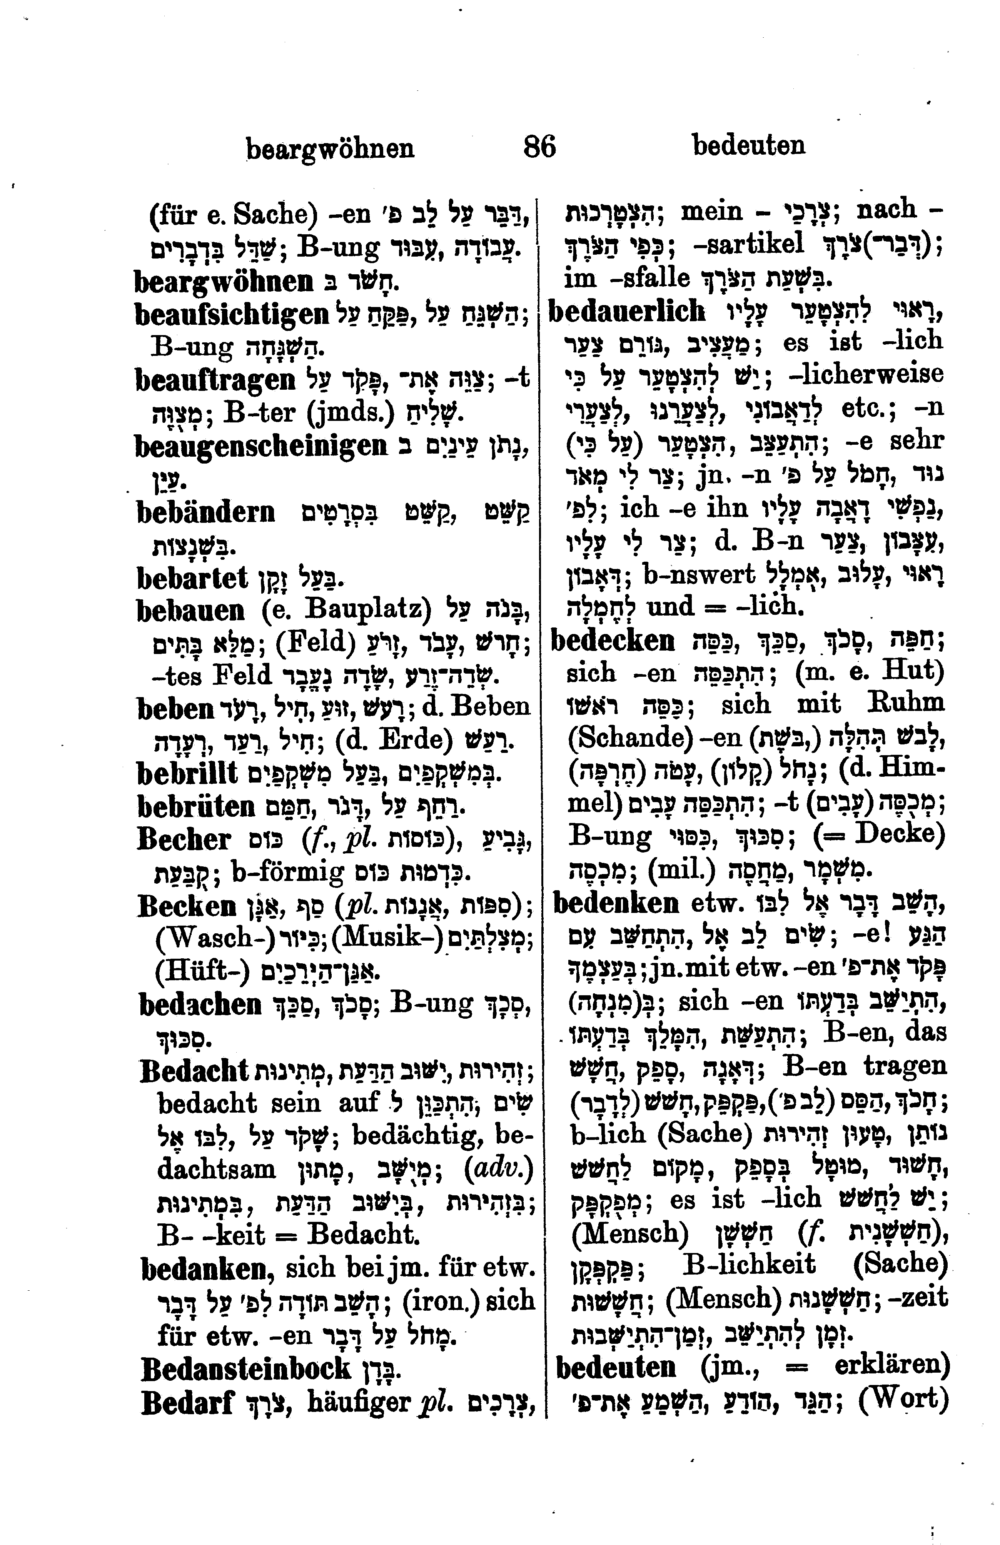 beargwöhnen 86 bedeuten
(für e. Sache) -en דַּבֵּר עַל לֵב פ',
שַׁדֵּל בִּדְבָרִים; B-ung עֲבוֹדָה, עִבּוּד.
beargwöhnen חָשֹׁד בּ.
beaufsichtigen הַשְׁגֵּחַ עַל, פַּקֵּחַ עַל;
B-ung הַשְׁגָּחָה.
beauftragen צַוֵּה אֶת־, פָּקֹד עַל; -t
מְצֻוֶּה; B-ter (jmds.) שָׁלִיחַ.
beaugenscheinigen נָתֹן עֵינַיִם בּ,
עַיֵּן.
bebändern קַשֵּׁט, קַשֵּׁט בִּסְרָטִים
בִּשְׁנָצוֹת.
bebartet בַּעַל זָקָן.
bebauen (e. Bauplatz) בָּנֹה עַל,
מַלֵּא בָּתִּים; (Feld) חָרֹשׁ, עָבֹד, זָרֹעַ;
-tes Feld שְׂדֵה־זֶרַע, שָׂדֶה נֶעֱבָד.
beben רָעֹשׁ, זוּעַ, חִיל, רָעֹד; d. Beben
חִיל, רַעַד, רְעָדָה; (d. Erde) רַעַשׁ.
bebrillt בְּמִשְׁקָפַיִם, בַּעַל מִשְׁקָפַיִם.
bebrüten רַחֵף עַל, דָּגֹר, חַמֵּם.
Becher כּוֹס (f., pl. כּוֹסוֹת), גָּבִיעַ,
קֻבַּעַת; b-förmig כִּדְמוּת כּוֹס.
Becken אַגָּן, סַף (pl. סִפּוֹת, אַגָּנוֹת);
(Wasch-) כִּיּוֹר; (Musik-) מְצִלְתַּיִם;
(Hüft-) אַגַּן־הַיְרֵכַיִם.
bedachen סָכֹךְ, סַכֵּךְ; B-ung סְכָךְ,
סִכּוּךְ.
Bedacht זְהִירוּת, יִשּׁוּב הַדַּעַת, מְתִינוּת;
bedacht sein auf שִׂים, הִתְכַּוֵּן ל
לִבּוֹ אֶל, שָׁקֹד עַל; bedächtig, be-
dachtsam מְיֻשָּׁב, מָתוּן; (adv.)
בִּזְהִירוּת, בְּיִשּׁוּב הַדַּעַת, בִּמְתִינוּת;
B- -keit = Bedacht.
bedanken, sich bei jm. für etw.
הָשֵׁב תּוֹדָה לִפ' עַל דָּבָר; (iron.) sich
für etw. -en מָחֹל עַל דָּבָר.
Bedansteinbock בָּדָן.
Bedarf צֹרֶךְ, häufiger pl. צְרָכִים,
הִצְטָרְכוּת; mein - צְרָכַי; nach -
כְּפִי הַצֹּרֶךְ; -sartikel (דְּבַר־)צֹרֶךְ;
im -sfalle בִּשְׁעַת הַצֹּרֶךְ.
bedauerlich רָאוּי לְהִצְטַעֵר עָלָיו,
מַעֲצִיב, גּוֹרֵם צַעַר; es ist -lich
יֵשׁ לְהִצְטַעֵר עַל כִּי; -licherweise
לְדַאֲבוֹנִי, לְצַעֲרֵנוּ, לְצַעֲרִי etc.; -n
הִתְעַצֵּב, הִצְטַעֵר (עַל כִּי); -e sehr
צַר לִי מְאֹד; jn. -n חָמֹל עַל פ', נוּד
לִפ'; ich -e ihn נַפְשִׁי דָאֲבָה עָלָיו,
צַר לִי עָלָיו; d. B-n עִצָּבוֹן, צַעַר,
דַּאֲבוֹן; b-nswert רָאוּי, עָלוּב, אֻמְלָל
לְחֶמְלָה und = -lich.
bedecken חַפֵּה, סָכֹךְ, סַכֵּךְ, כַּסֵּה;
sich -en הִתְכַּסֵּה; (m. e. Hut)
כַּסֵּה רֹאשׁוֹ; sich mit Ruhm
(Schande) -en לָבֹשׁ תְּהִלָּה, (בֹּשֶׁת,
נָחֹל (קָלוֹן), עָטֹה (חֶרְפָּה); (d. Him-
mel) הִתְכַּסֵּה עָבִים; -t מְכֻסֶּה (עָבִים);
B-ung סִכּוּךְ, כִּסּוּי; (= Decke)
מִכְסֶה; (mil.) מִשְׁמָר, מַחֲסֶה.
bedenken etw. הָשֵׁב דָּבָר אֶל לִבּוֹ,
שִׂים לֵב אֶל, הִתְחַשֵּׁב עִם; -e! הַגַּע
בְּעַצְמְךָ; jn. mit etw. -en פָּקֹד אֶת־פ'
בְּ(מִנְחָה); sich -en הִתְיַשֵּׁב בְּדַעְתּוֹ,
הִתְעַשֵּׁת, הִמָּלֵךְ בְּדַעְתּוֹ; B-en, das
דְּאָגָה, סָפֵק, חֲשָׁשׁ; B-en tragen
חָכֹךְ, הַסֵּס (לֵב פ'), פַּקְפֵּק, חָשֹׁשׁ (לְדָבָר);
b-lich (Sache) נוֹתֵן, טָעוּן זְהִירוּת
חָשׁוּד, מוּטָל בְּסָפֵק, מָקוֹם לַחֲשָׁשׁ,
מְפֻקְפָּק; es ist -lich יֵשׁ לַחֲשֹׁשׁ;
(Mensch) חַשְׁשָׁן (f. חַשְׁשָׁנִית),
פַּקְפְּקָן; B-lichkeit (Sache)
חֲשָׁשׁוּת; (Mensch) חַשְׁשָׁנוּת; -zeit
זְמַן לְהִתְיַשֵּׁב, זְמַן־הִתְיַשְּׁבוּת.
bedeuten (jm., = erklären)
הַגֵּד, הוֹדֵעַ, הַשְׁמֵעַ אֶת־פ'; (Wort)